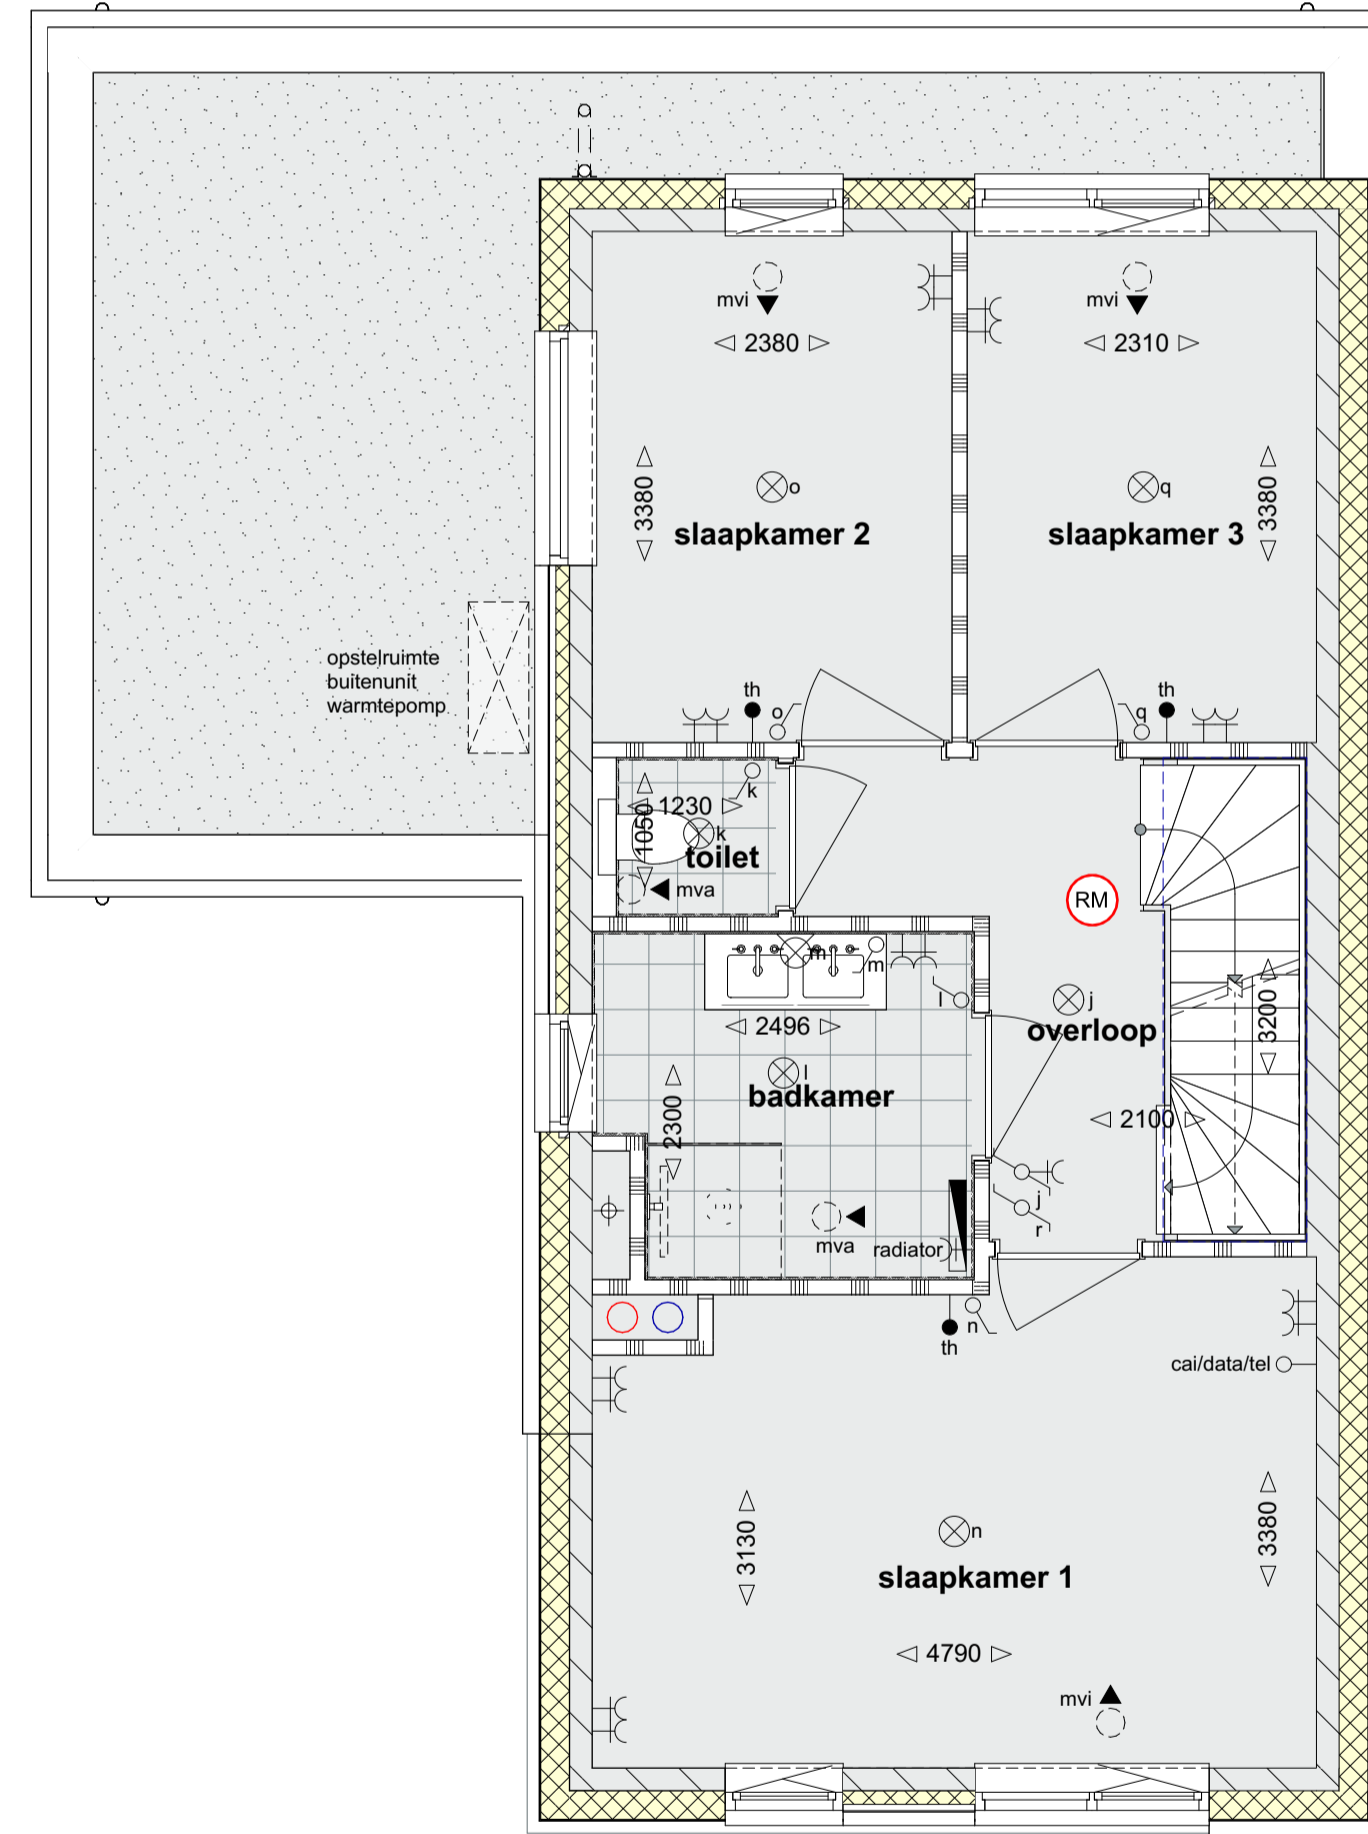 mvi
mvi
2380
2310
3380
3380
o
q
slaapkamer 2
slaapkamer 3
opstelruimte
buitenunit
warmtepomp
th
o
q
th
k
1230
1050
k
toilet
mva
RM
m
m
l
j
2496
overloop
3200
l
badkamer
2300
2100
j
r
mva
radiator
n
th
cai/data/tel
n
3130
3380
slaapkamer 1
4790
mvi